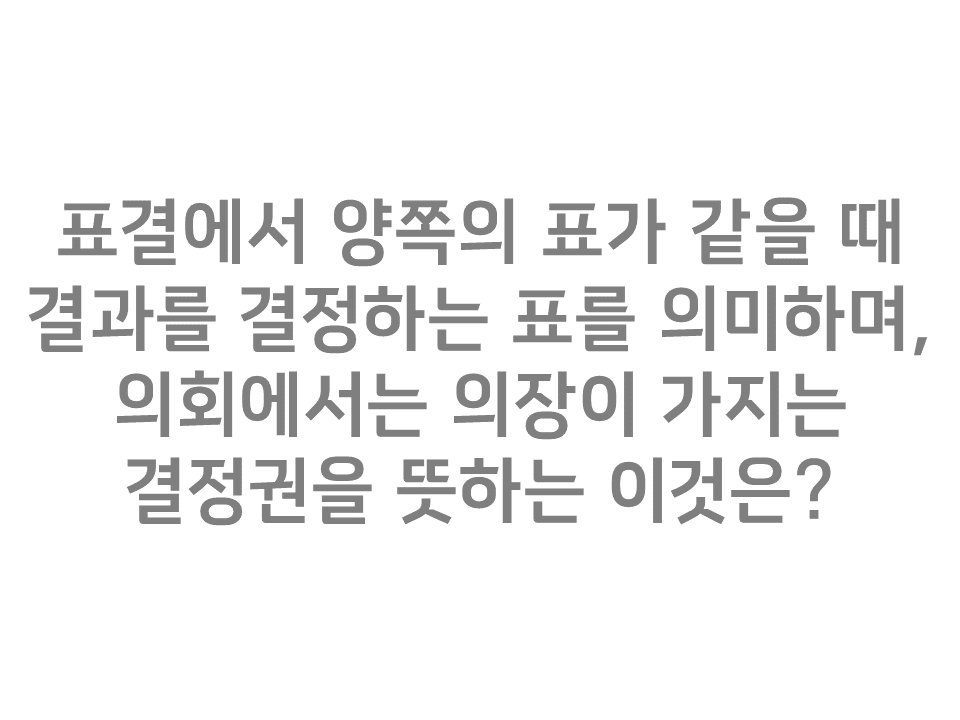 표결에서 양쪽의 표가 같을 때
결과를 결정하는 표를 의미하며,
의회에서는 의장이 가지는
결정권을 뜻하는 이것은?